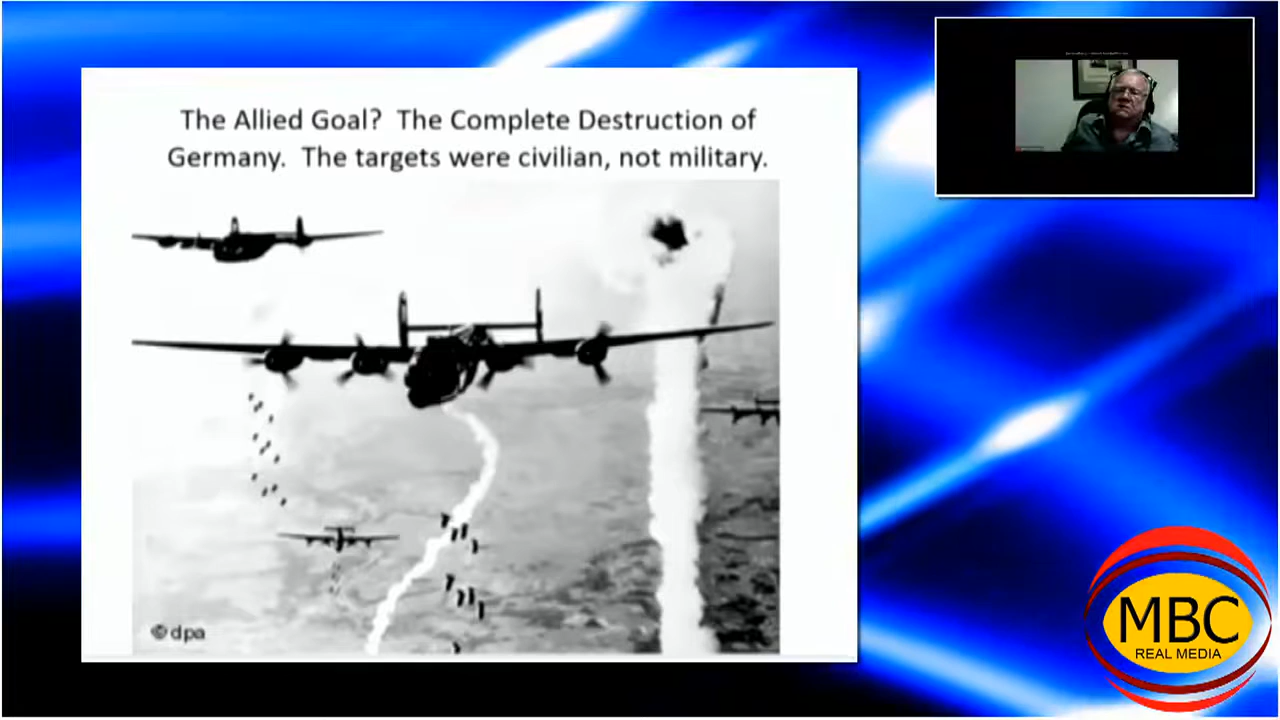 The Allied Goal?  The Complete Destruction of
Germany.  The targets were civilian, not military.
© dpa
MBC
REAL MEDIA